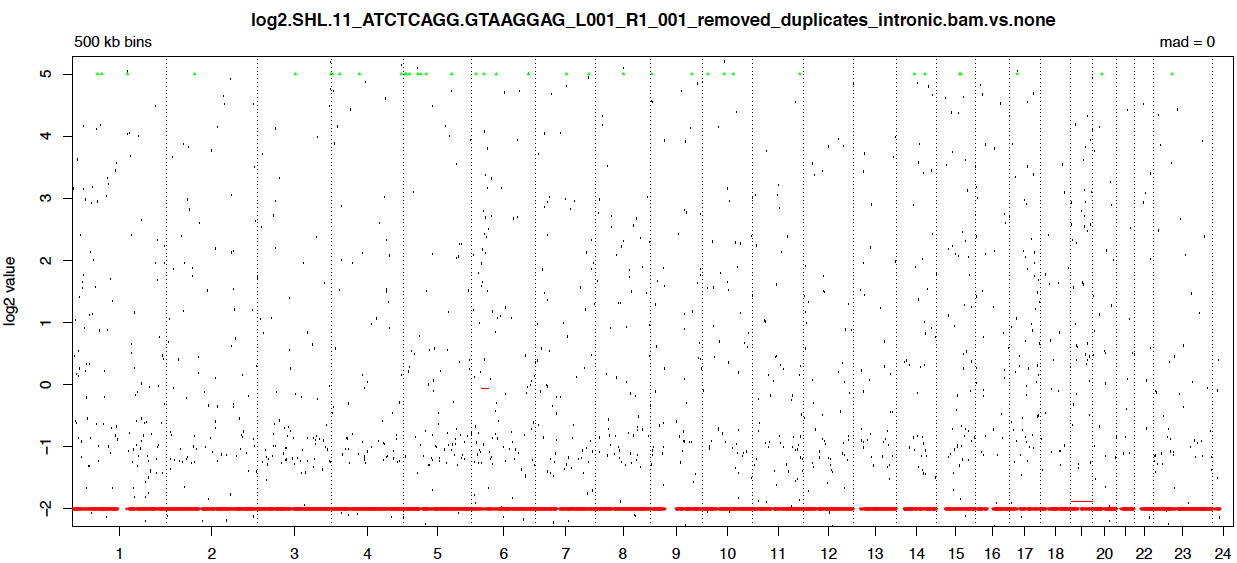 log2.SHL.11_ATCTCAGG.GTAAGGAG_L001_R1_001_removed_duplicates_intronic.bam.vs.none
500 kb bins
mad = 0
log2 value
5
4
3
2
1
0
−1
−2
1 2 3 4 5 6 7 8 9 10 11 12 13 14 15 16 17 18 20 22 23 24